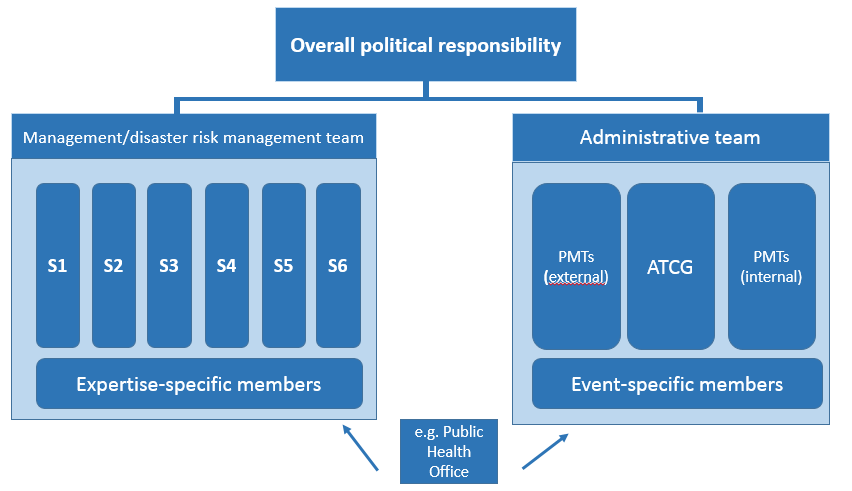 Overall political responsibility
Management/disaster risk management team
S1
S2
S3
S4
S5
S6
Expertise-specific members
Administrative team
PMTs
(external)
ATCG
PMTs
(internal)
Event-specific members
e.g. Public
Health
Office